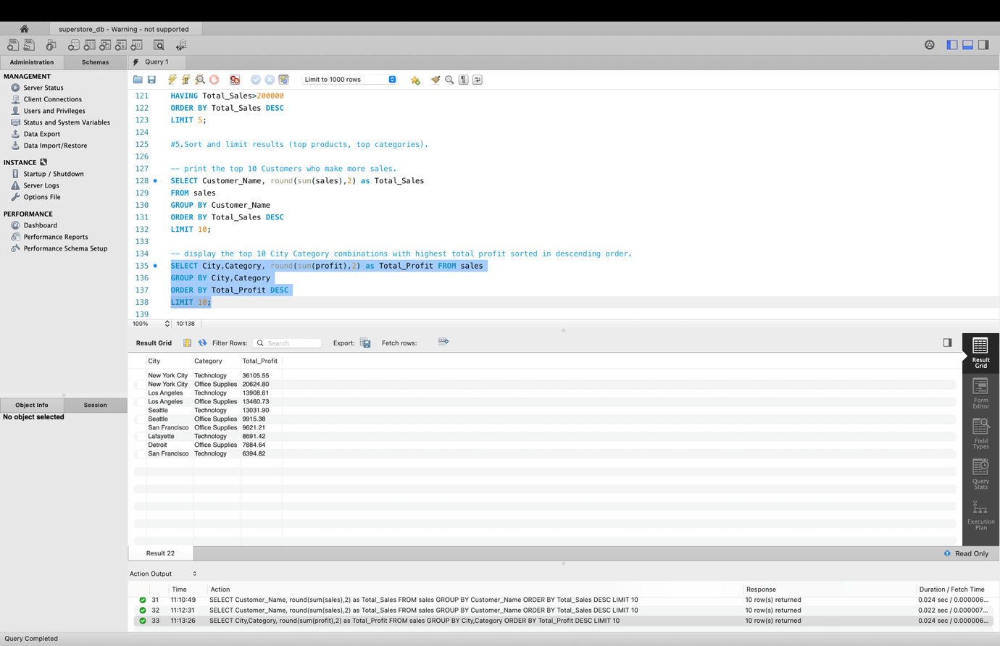 superstore_db - Warning - not supported
Administration
Schemas
Query 1
MANAGEMENT
Server Status
Client Connections
Users and Privileges
Status and System Variables
Data Export
Data Import/Restore
INSTANCE
Startup / Shutdown
Server Logs
Options File
PERFORMANCE
Dashboard
Performance Reports
Performance Schema Setup
Object Info
Session
No object selected
Limit to 1000 rows
121 HAVING Total_Sales>200000
122 ORDER BY Total_Sales DESC
123 LIMIT 5;
124
125 #5.Sort and limit results (top products, top categories).
126
127 -- print the top 10 Customers who make more sales.
128 SELECT Customer_Name, round(sum(sales),2) as Total_Sales
129 FROM sales
130 GROUP BY Customer_Name
131 ORDER BY Total_Sales DESC
132 LIMIT 10;
133
134 -- display the top 10 City Category combinations with highest total profit sorted in descending order.
135 SELECT City,Category, round(sum(profit),2) as Total_Profit FROM sales
136 GROUP BY City,Category
137 ORDER BY Total_Profit DESC
138 LIMIT 10;
139
100% 10:138
Result Grid Filter Rows: Search Export: Fetch rows:
City Category Total_Profit
New York City Technology 36105.55
New York City Office Supplies 20624.80
Los Angeles Technology 13908.61
Los Angeles Office Supplies 13460.73
Seattle Technology 13031.90
Seattle Office Supplies 9915.38
San Francisco Office Supplies 9621.21
Lafayette Technology 8691.42
Detroit Office Supplies 7884.64
San Francisco Technology 6394.82
Result
Grid
Form
Editor
Field
Types
Query
Stats
Execution
Plan
Result 22
Read Only
Action Output
Time Action Response Duration / Fetch Time
31 11:10:49 SELECT Customer_Name, round(sum(sales),2) as Total_Sales FROM sales GROUP BY Customer_Name ORDER BY Total_Sales DESC LIMIT 10 10 row(s) returned 0.024 sec / 0.000006...
32 11:12:31 SELECT Customer_Name, round(sum(sales),2) as Total_Sales FROM sales GROUP BY Customer_Name ORDER BY Total_Sales DESC LIMIT 10 10 row(s) returned 0.022 sec / 0.000007...
33 11:13:26 SELECT City,Category, round(sum(profit),2) as Total_Profit FROM sales GROUP BY City,Category ORDER BY Total_Profit DESC LIMIT 10 10 row(s) returned 0.024 sec / 0.000006...
Query Completed